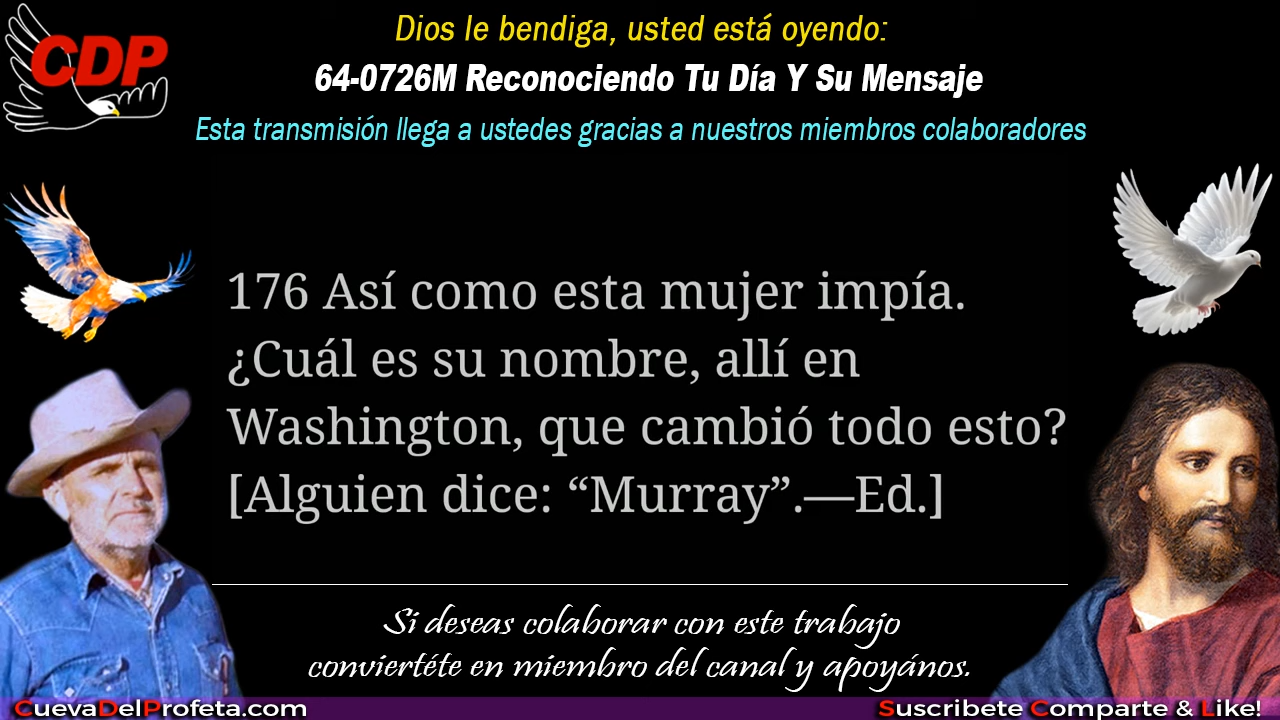 CDP
Dios le bendiga, usted está oyendo:
64-0726M Reconociendo Tu Día Y Su Mensaje
Esta transmisión llega a ustedes gracias a nuestros miembros colaboradores
176 Así como esta mujer impía.
¿Cuál es su nombre, allí en
Washington, que cambió todo esto?
[Alguien dice: “Murray”.—Ed.]
Si deseas colaborar con este trabajo
conviertéte en miembro del canal y apoyános.
CuevaDelProfeta.com
Suscribete Comparte & Like!